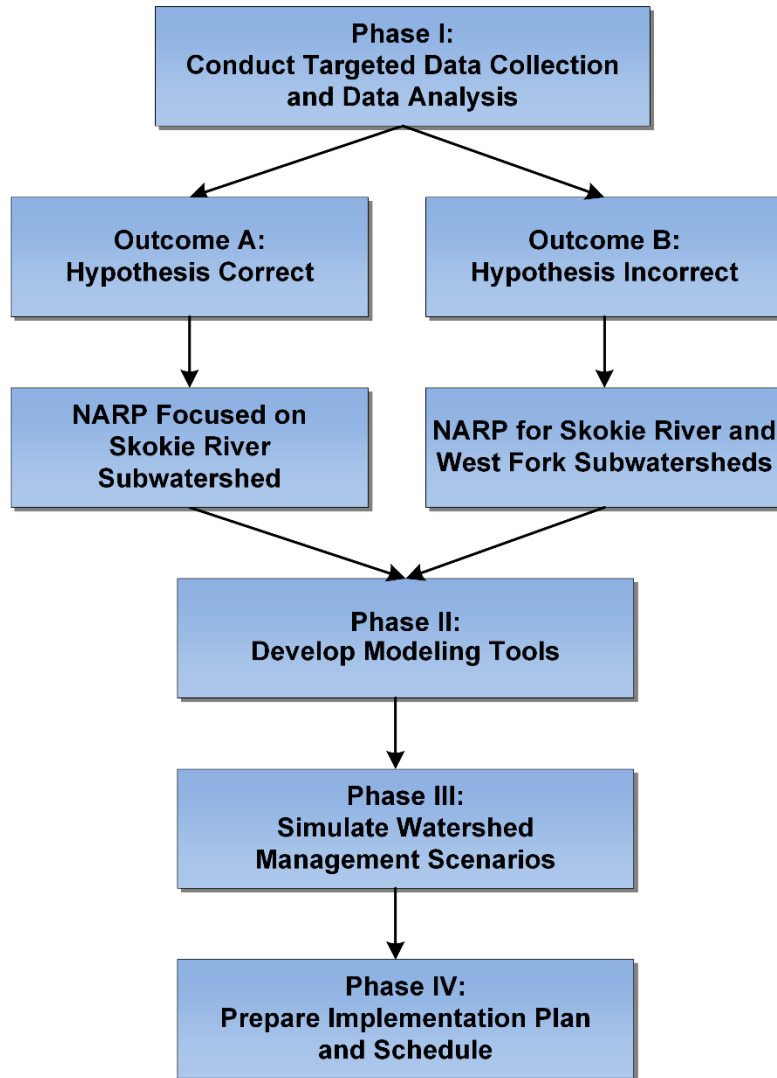 Phase I:
Conduct Targeted Data Collection
and Data Analysis
Outcome A:
Hypothesis Correct
Outcome B:
Hypothesis Incorrect
NARP Focused on
Skokie River
Subwatershed
NARP for Skokie River and
West Fork Subwatersheds
Phase II:
Develop Modeling Tools
Phase III:
Simulate Watershed
Management Scenarios
Phase IV:
Prepare Implementation Plan
and Schedule